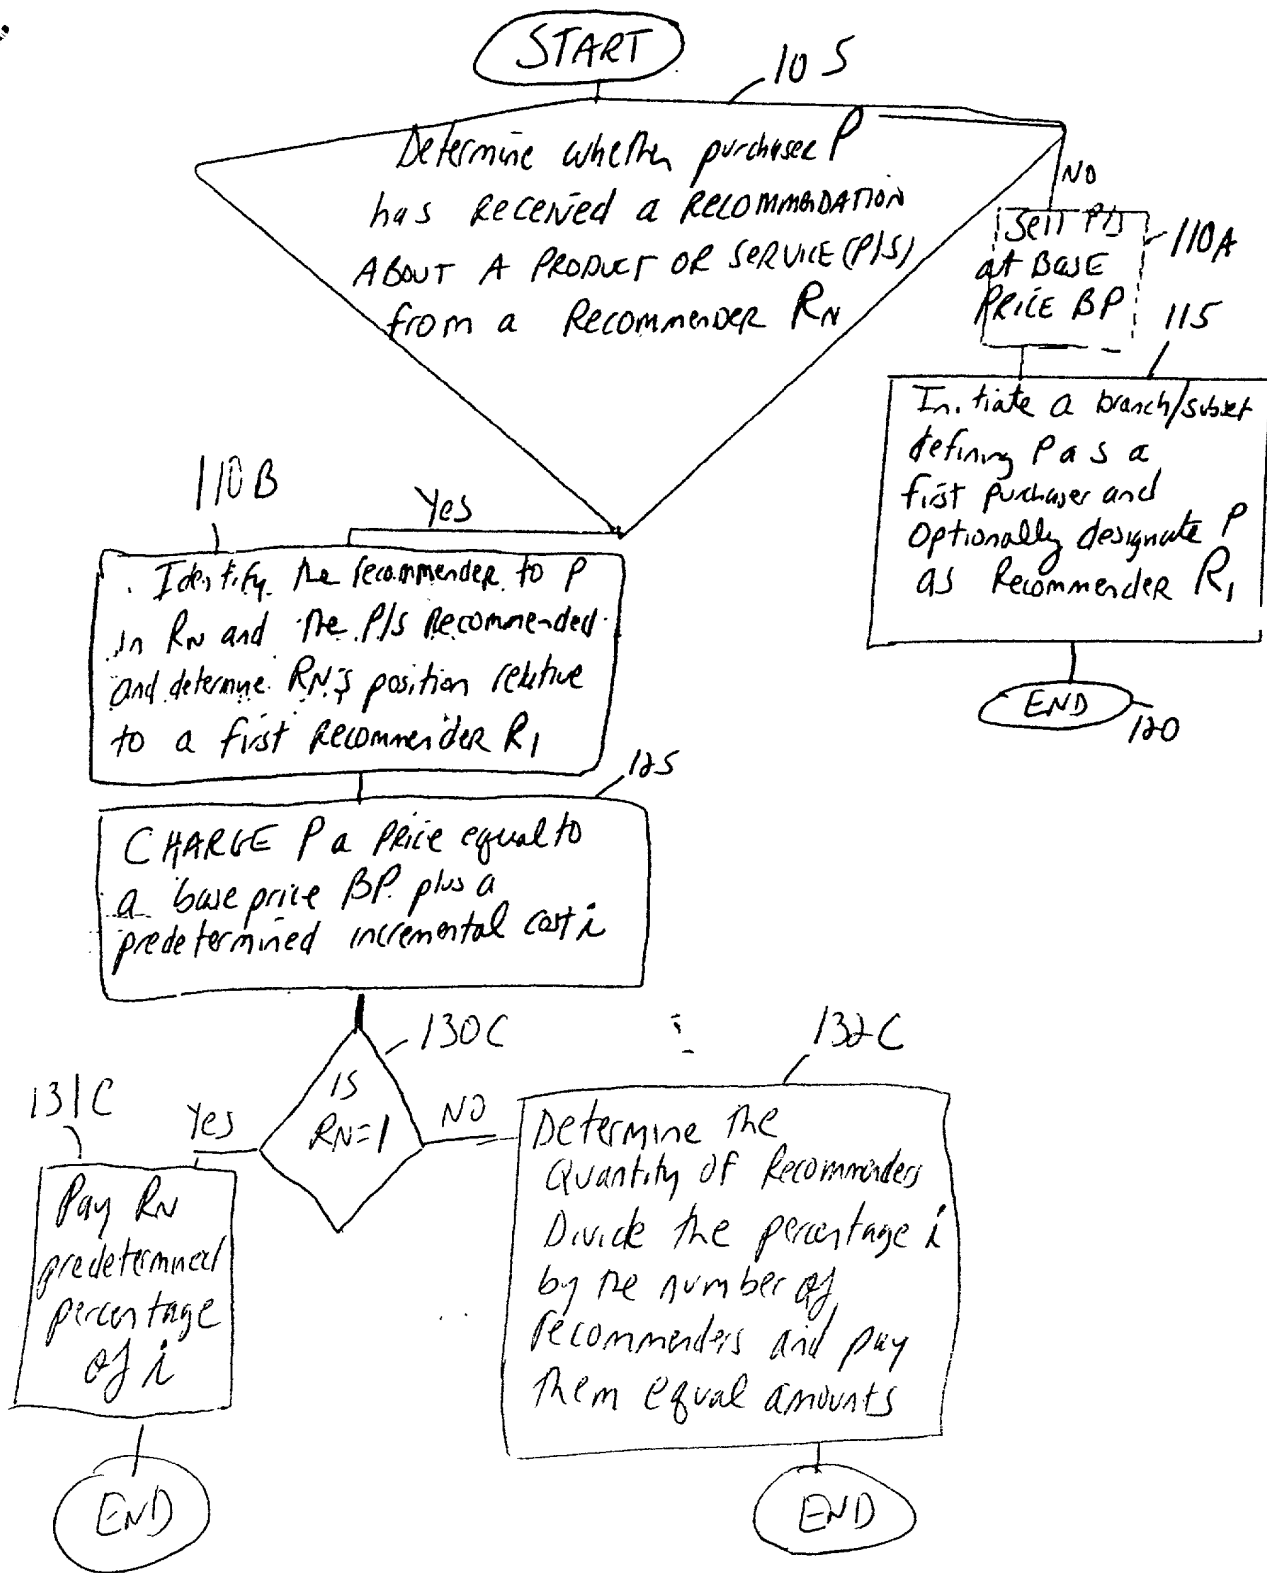 START
105
Determine whether purchaser P
has Received a RECOMMENDATION
ABOUT A PRODUCT OR SERVICE (P/S)
from a Recommender RN
NO
Sell P/S
at BASE
PRICE BP
110A
115
Initiate a branch/subset
defining P as a
first purchaser and
Optionally designate P
as Recommender R1
END
120
110B
Yes
Identify the recommender to P
in RN and the P/S Recommended
and determine RN's position relative
to a first Recommender R1
125
CHARGE P a PRICE equal to
a base price BP plus a
predetermined incremental cost i
130C
IS
RN=1
Yes
NO
131C
Pay RN
predetermined
percentage
of i
END
132C
Determine the
Quantity of Recommenders
Divide the percentage i
by the number of
recommenders and pay
them equal amounts
END